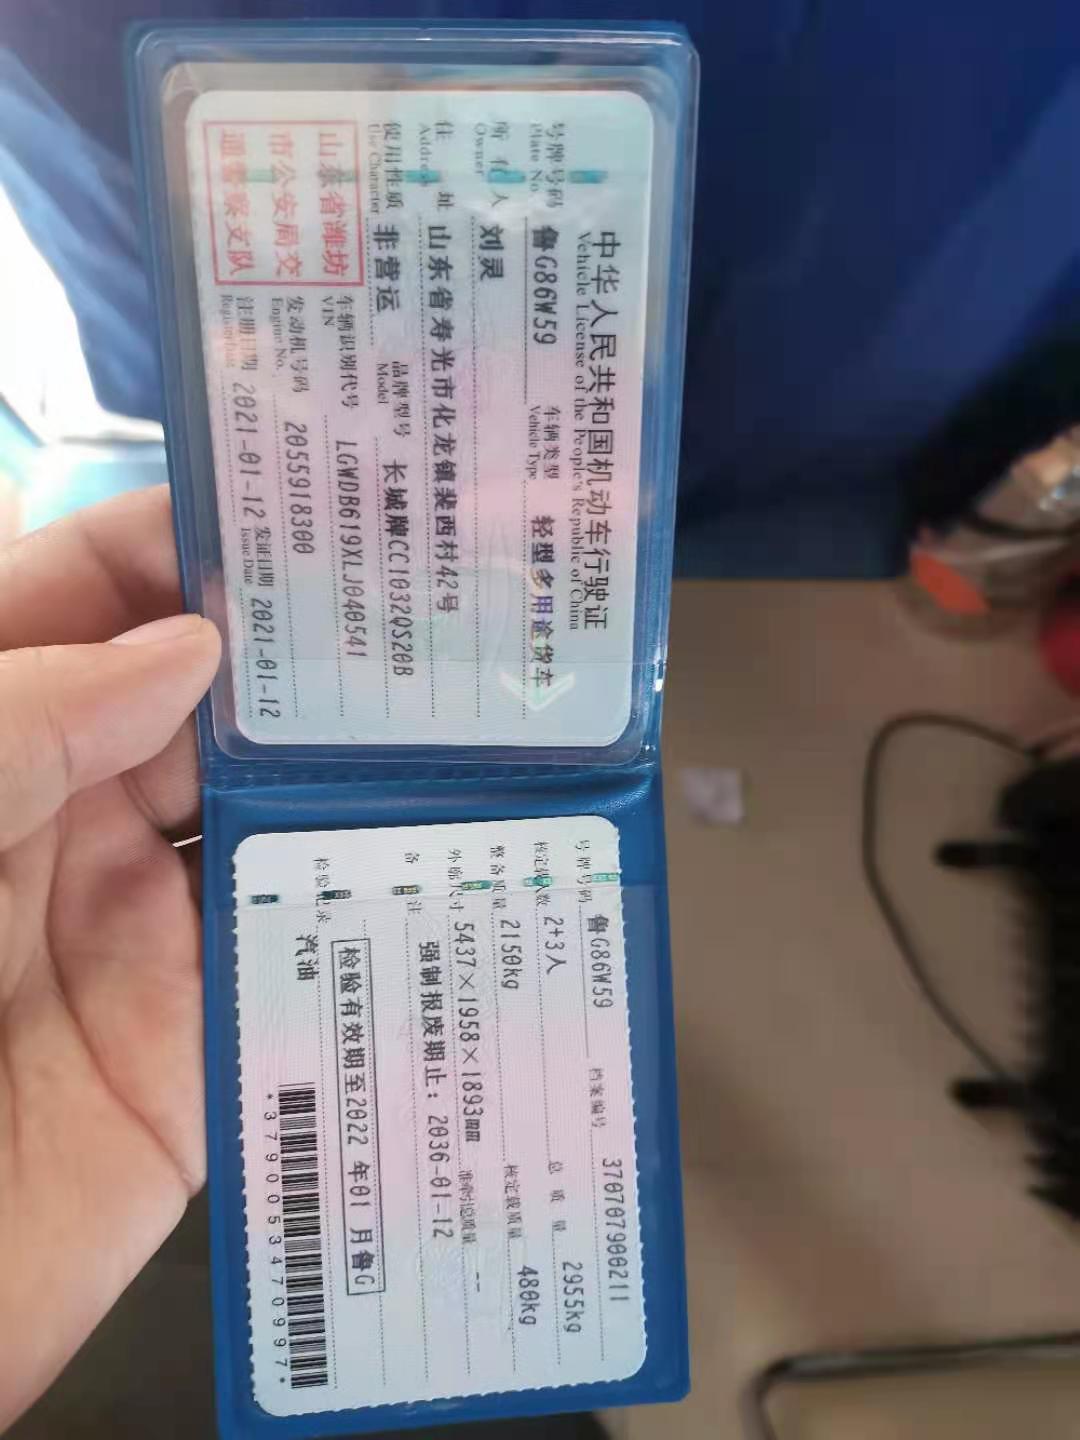 中华人民共和国机动车行驶证
Vehicle License of the People's Republic of China
号牌号码 鲁G86W59 车辆类型 轻型多用途货车
Plate No. Vehicle Type
所有人 刘灵
Owner
住址 山东省寿光市化龙镇裴西村42号
Address
使用性质 非营运 品牌型号 长城牌CC1032QS20B
Use Character Model
山东省潍坊
市公安局交
通警察支队
车辆识别代号 LGWDB619XLJ040541
VIN
发动机号码 2055918300
Engine No.
注册日期 2021-01-12 发证日期 2021-01-12
Register Date Issue Date
号牌号码 鲁G86W59 档案编号 370707900211
核定载人数 2+3人 总质量 2955kg
整备质量 2150kg 核定载质量 480kg
外廓尺寸 5437×1958×1893mm 准牵引总质量 --
备注 强制报废期止：2036-01-12
检验有效期至2022 年01 月鲁G
检验记录
汽油
*3790053470997*